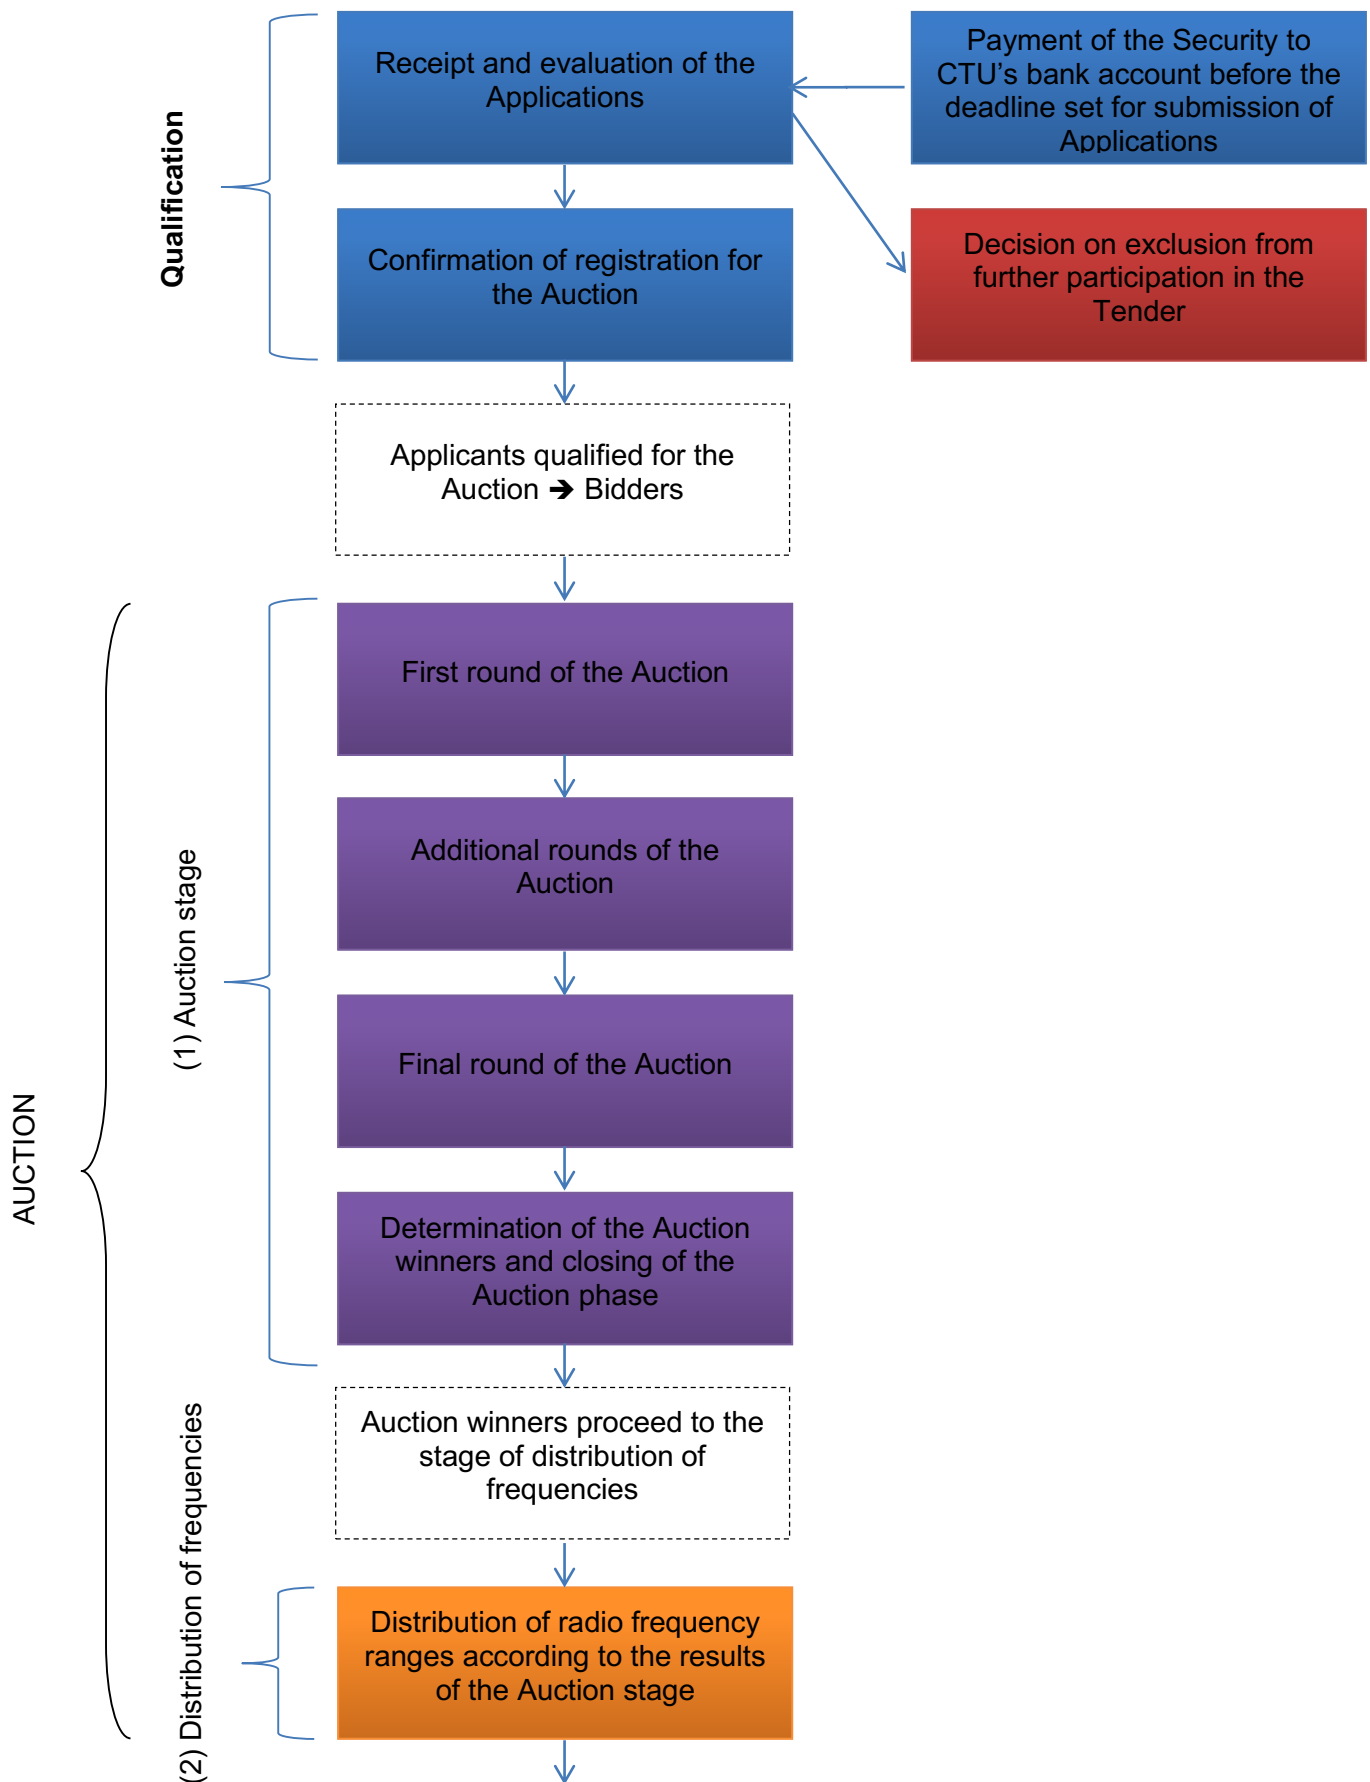 Receipt and evaluation of the
Applications
Payment of the Security to
CTU's bank account before the
deadline set for submission of
Applications
Qualification
Confirmation of registration for
the Auction
Decision on exclusion from
further participation in the
Tender
Applicants qualified for the
Auction ➔ Bidders
AUCTION
(1) Auction stage
First round of the Auction
Additional rounds of the
Auction
Final round of the Auction
Determination of the Auction
winners and closing of the
Auction phase
Auction winners proceed to the
stage of distribution of
frequencies
(2) Distribution of frequencies
Distribution of radio frequency
ranges according to the results
of the Auction stage